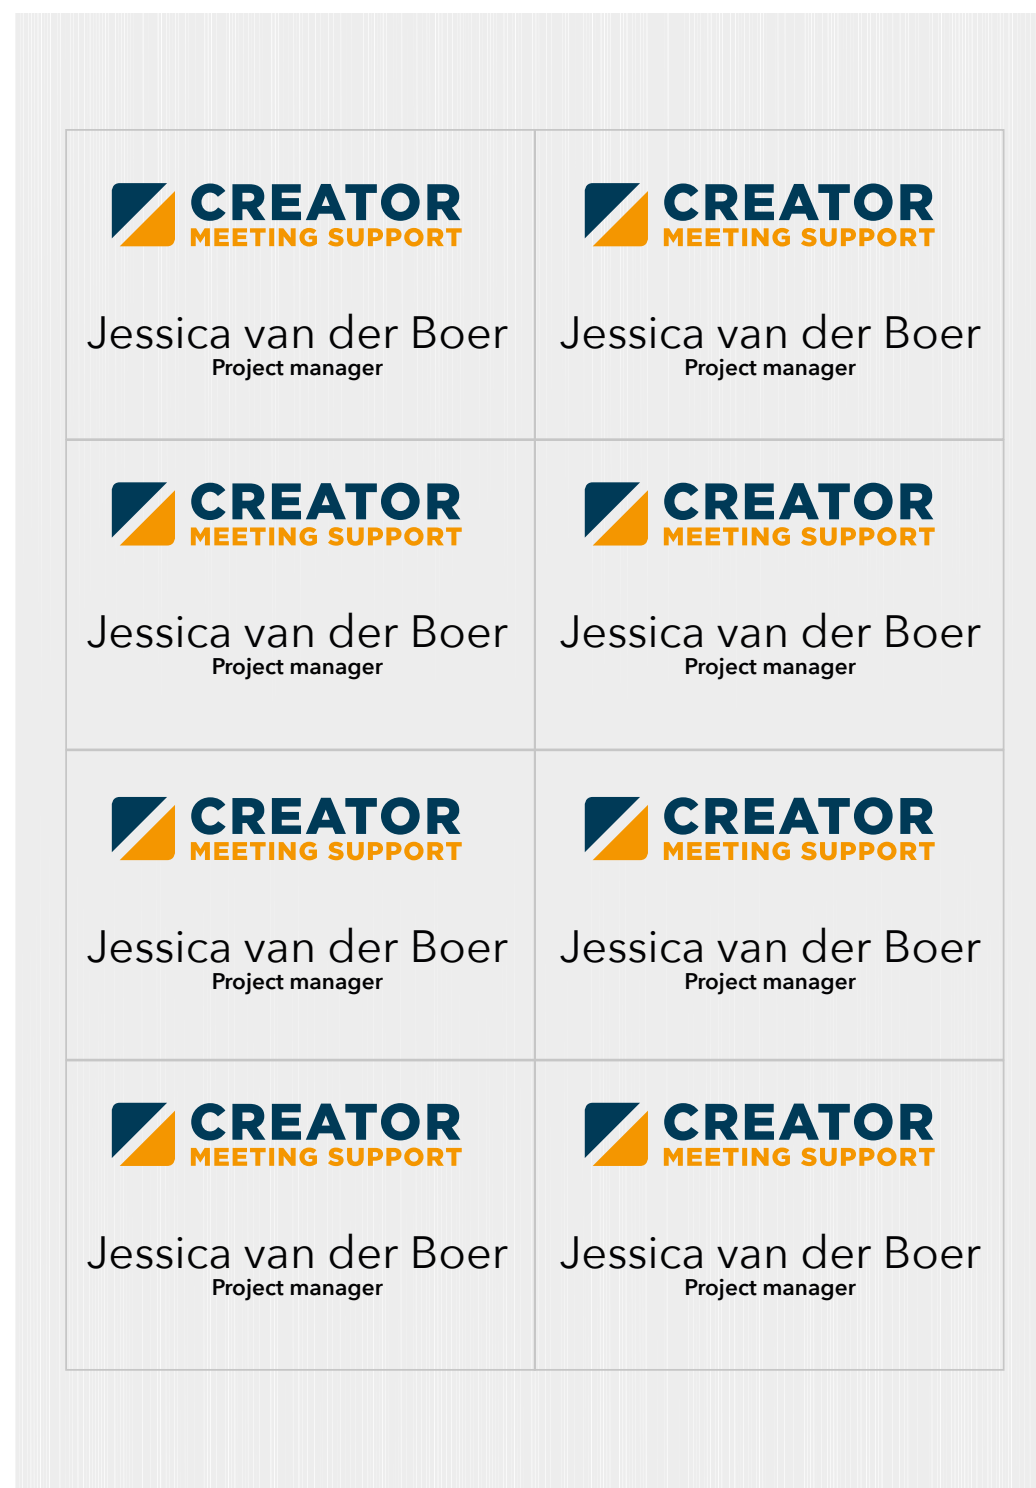 CREATOR
MEETING SUPPORT
Jessica van der Boer
Project manager
CREATOR
MEETING SUPPORT
Jessica van der Boer
Project manager
CREATOR
MEETING SUPPORT
Jessica van der Boer
Project manager
CREATOR
MEETING SUPPORT
Jessica van der Boer
Project manager
CREATOR
MEETING SUPPORT
Jessica van der Boer
Project manager
CREATOR
MEETING SUPPORT
Jessica van der Boer
Project manager
CREATOR
MEETING SUPPORT
Jessica van der Boer
Project manager
CREATOR
MEETING SUPPORT
Jessica van der Boer
Project manager